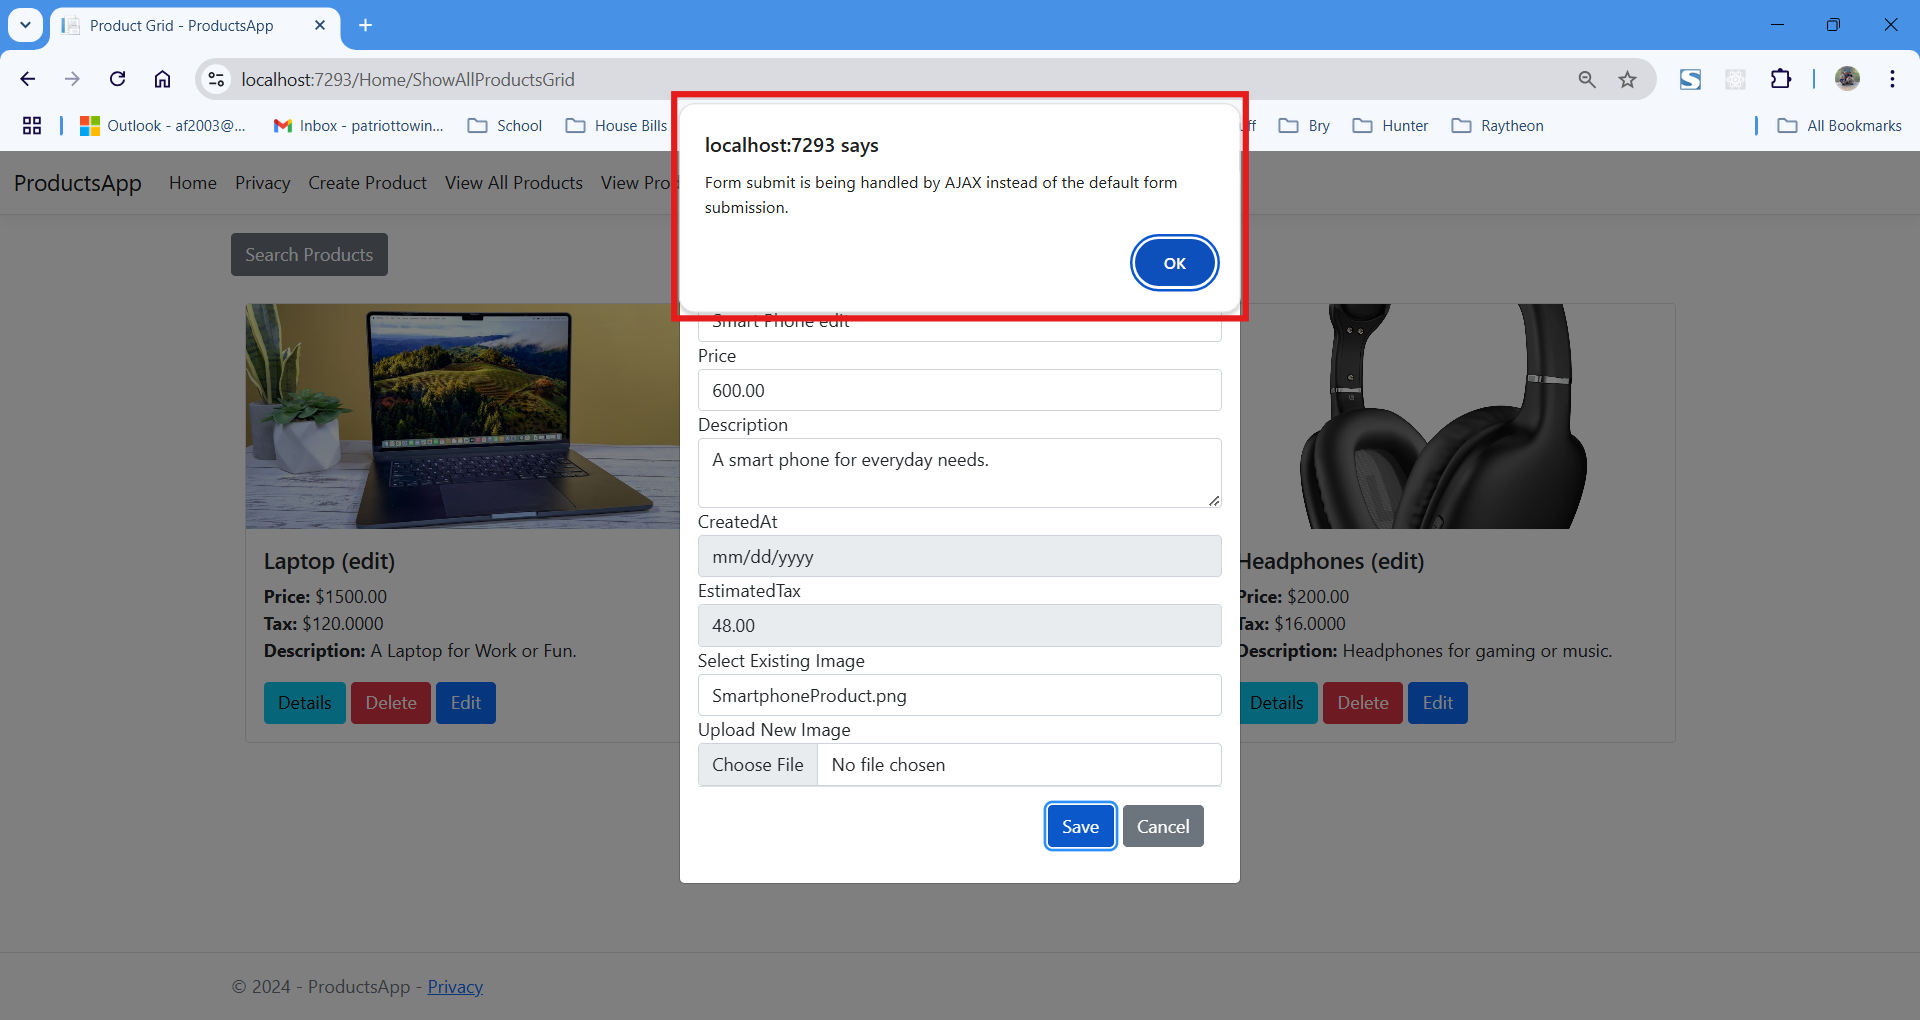 Product Grid - ProductsApp
localhost:7293/Home/ShowAllProductsGrid
Outlook - af2003@... Inbox - patriottowin... School House Bills ff Bry Hunter Raytheon All Bookmarks
localhost:7293 says
Form submit is being handled by AJAX instead of the default form
submission.
OK
ProductsApp Home Privacy Create Product View All Products View Pro
Search Products
Smart Phone edit
Price
600.00
Description
A smart phone for everyday needs.
CreatedAt
mm/dd/yyyy
EstimatedTax
48.00
Select Existing Image
SmartphoneProduct.png
Upload New Image
Choose File No file chosen
Save Cancel
Laptop (edit)
Price: $1500.00
Tax: $120.0000
Description: A Laptop for Work or Fun.
Details Delete Edit
Headphones (edit)
Price: $200.00
Tax: $16.0000
Description: Headphones for gaming or music.
Details Delete Edit
© 2024 - ProductsApp - Privacy